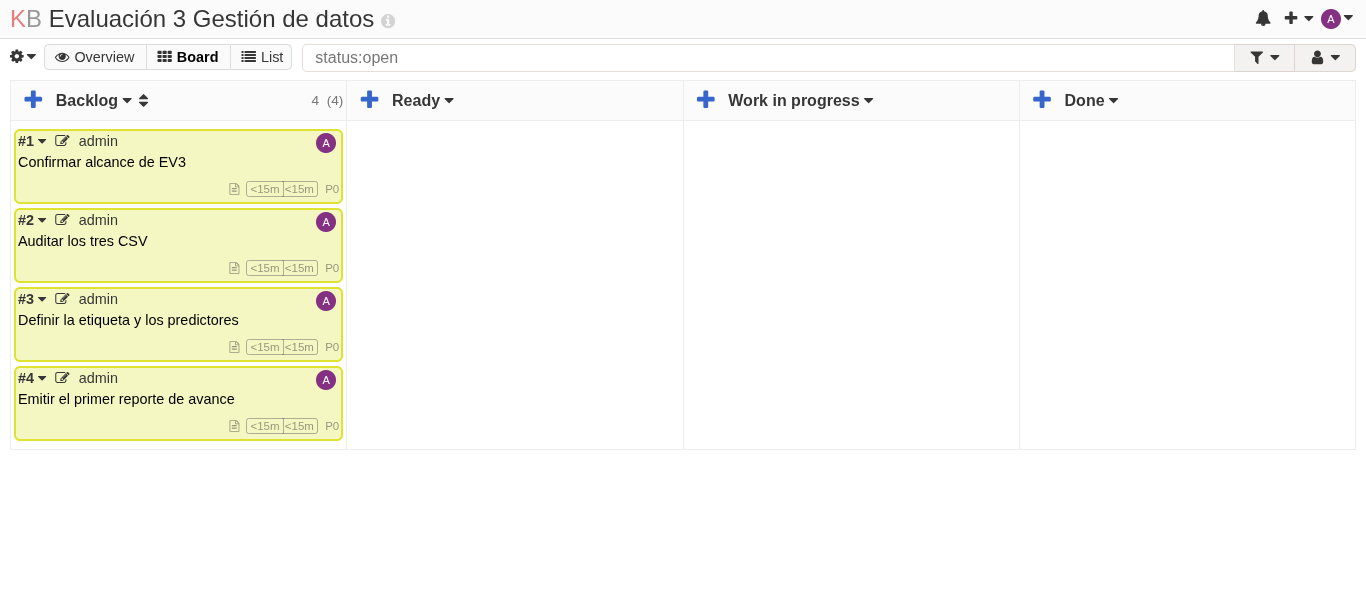 KB Evaluación 3 Gestión de datos
A
Overview Board List status:open
Backlog 4 (4) Ready Work in progress Done
#1 admin A
Confirmar alcance de EV3
<15m <15m P0
#2 admin A
Auditar los tres CSV
<15m <15m P0
#3 admin A
Definir la etiqueta y los predictores
<15m <15m P0
#4 admin A
Emitir el primer reporte de avance
<15m <15m P0